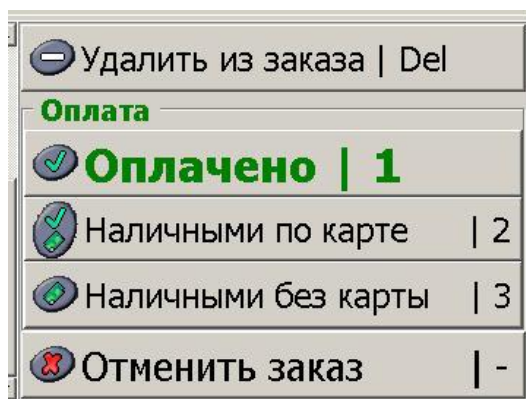 Удалить из заказа | Del
Оплата
Оплачено | 1
Наличными по карте | 2
Наличными без карты | 3
Отменить заказ | -